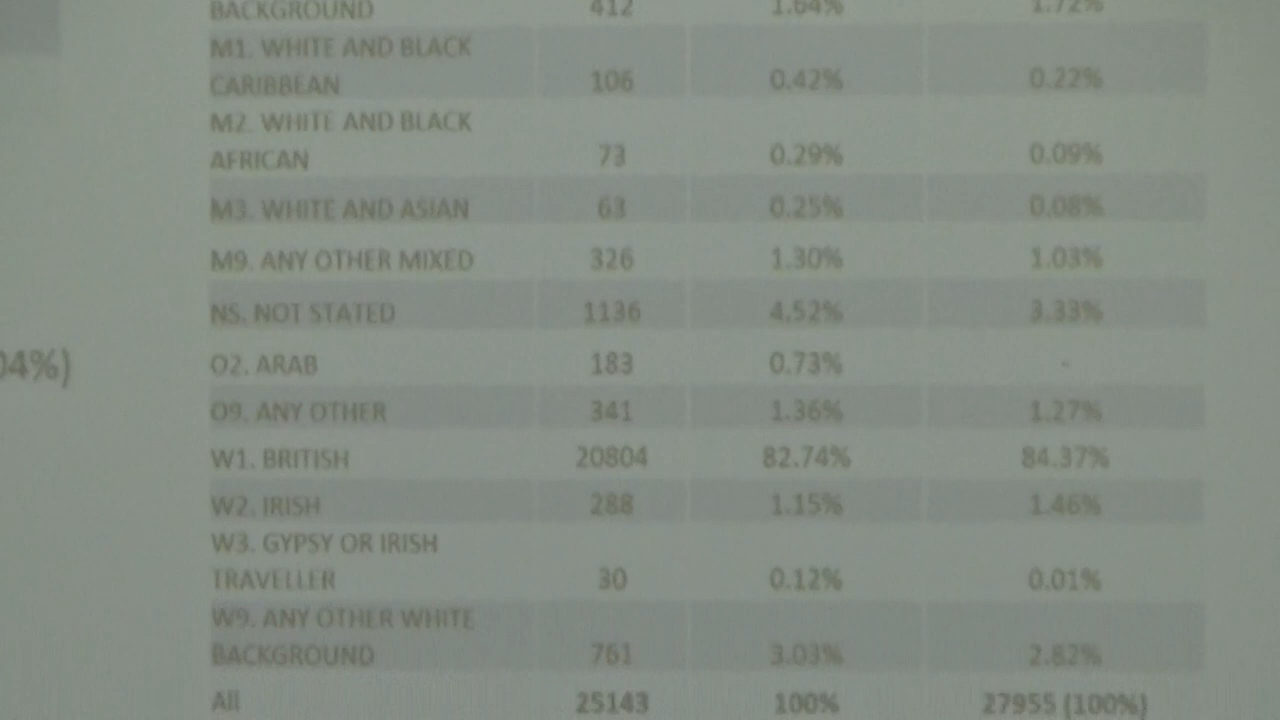 BACKGROUND 412 1.64% 1.72%
M1. WHITE AND BLACK
CARIBBEAN 106 0.42% 0.22%
M2. WHITE AND BLACK
AFRICAN 73 0.29% 0.09%
M3. WHITE AND ASIAN 63 0.25% 0.08%
M9. ANY OTHER MIXED 326 1.30% 1.03%
NS. NOT STATED 1136 4.52% 3.33%
04%)
O2. ARAB 183 0.73% -
O9. ANY OTHER 341 1.36% 1.27%
W1. BRITISH 20804 82.74% 84.37%
W2. IRISH 288 1.15% 1.46%
W3. GYPSY OR IRISH
TRAVELLER 30 0.12% 0.01%
W9. ANY OTHER WHITE
BACKGROUND 761 3.03% 2.82%
All 25143 100% 27955 (100%)